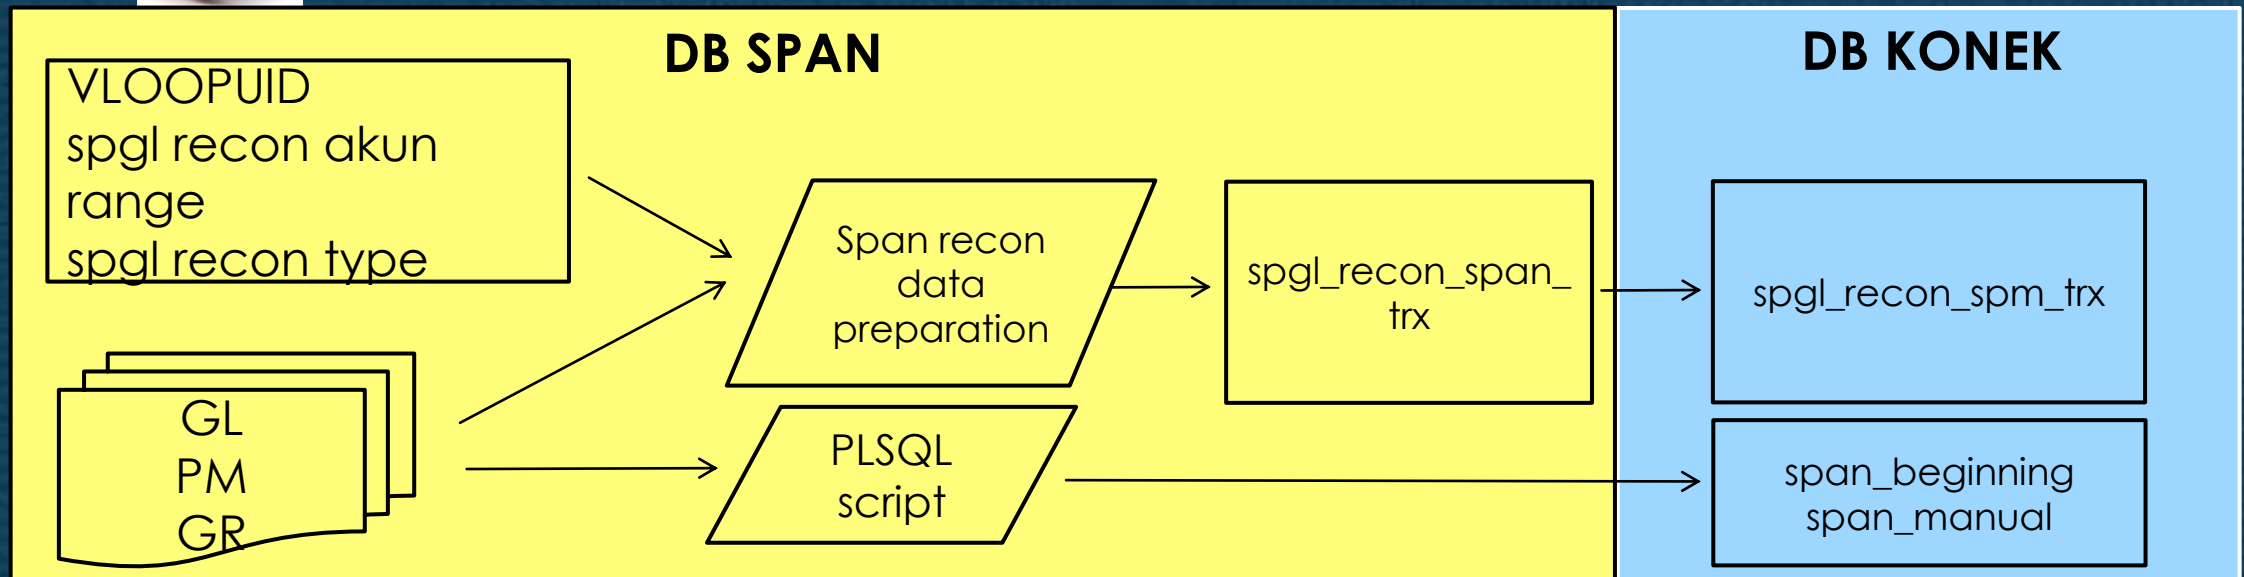 DB SPAN
DB KONEK
VLOOPUID
spgl recon akun
range
spgl recon type
Span recon
data
preparation
spgl_recon_span_
trx
spgl_recon_spm_trx
GL
PM
GR
PLSQL
script
span_beginning
span_manual